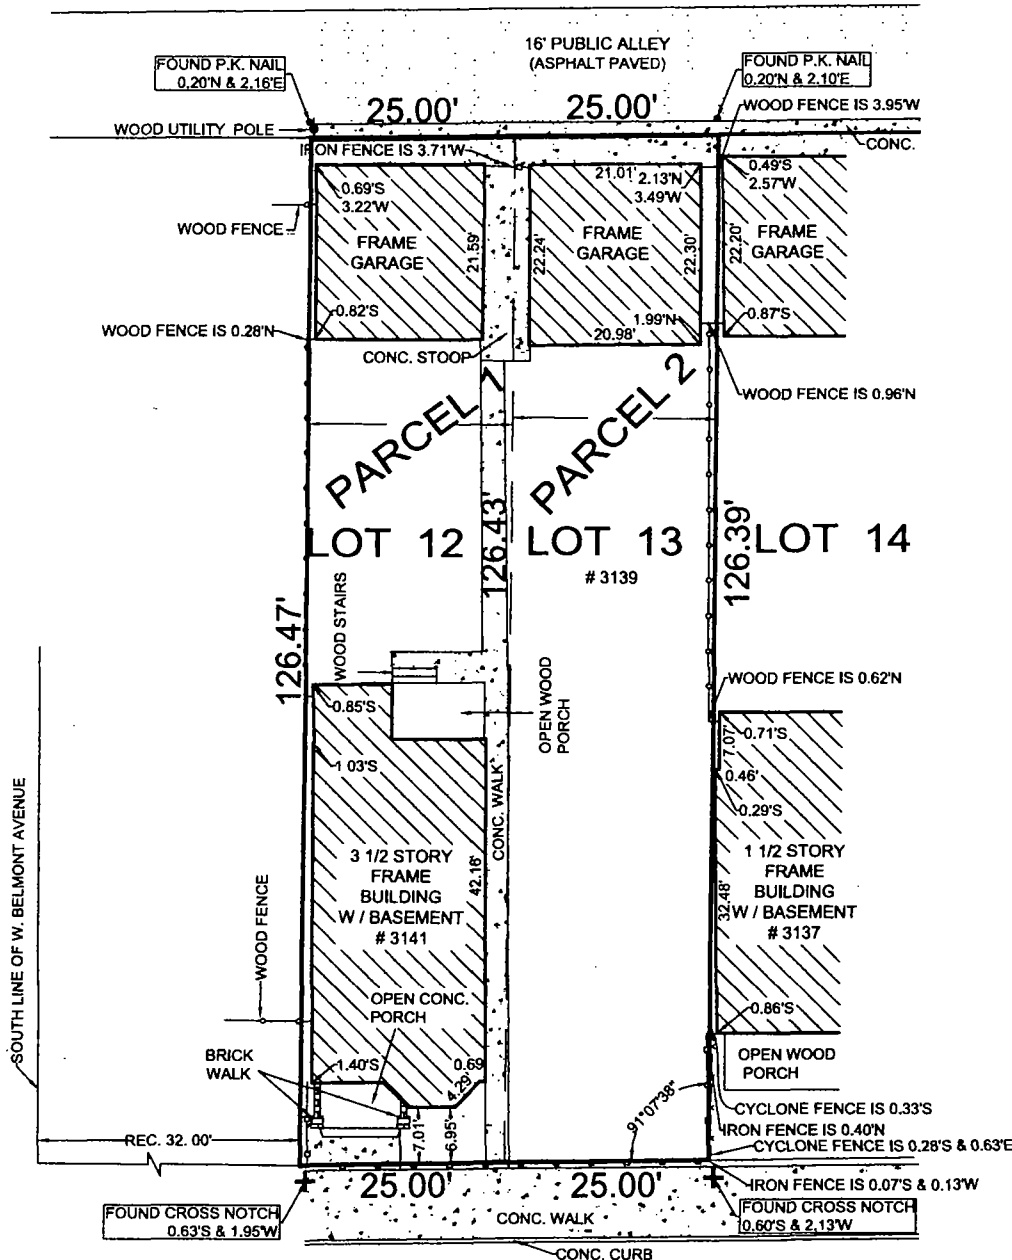 16' PUBLIC ALLEY
(ASPHALT PAVED)
FOUND P.K. NAIL
0.20'N & 2.16'E
FOUND P.K. NAIL
0.20'N & 2.10'E
25.00'
25.00'
WOOD FENCE IS 3.95'W
WOOD UTILITY POLE
CONC.
IRON FENCE IS 3.71'W
0.69'S
3.22'W
21.01'
2.13'N
3.49'W
0.49'S
2.57'W
WOOD FENCE
FRAME
GARAGE
21.59'
22.24'
FRAME
GARAGE
22.30'
22.20'
FRAME
GARAGE
0.82'S
1.99'N
20.98'
0.87'S
WOOD FENCE IS 0.28'N
CONC. STOOP
WOOD FENCE IS 0.96'N
PARCEL 1
PARCEL 2
LOT 12
126.43'
LOT 13
# 3139
126.39'
LOT 14
126.47'
WOOD STAIRS
OPEN WOOD
PORCH
WOOD FENCE IS 0.62'N
0.85'S
0.71'S
7.07'
1.03'S
0.46'
0.29'S
CONC. WALK
3 1/2 STORY
FRAME
BUILDING
W / BASEMENT
# 3141
42.16'
1 1/2 STORY
FRAME
BUILDING
W / BASEMENT
# 3137
32.48'
SOUTH LINE OF W. BELMONT AVENUE
WOOD FENCE
OPEN CONC.
PORCH
0.86'S
BRICK
WALK
1.40'S
0.69
4.29'
OPEN WOOD
PORCH
7.01'
6.95'
91°07'38"
CYCLONE FENCE IS 0.33'S
IRON FENCE IS 0.40'N
CYCLONE FENCE IS 0.28'S & 0.63'E
REC. 32.00'
25.00'
25.00'
IRON FENCE IS 0.07'S & 0.13'W
FOUND CROSS NOTCH
0.63'S & 1.95'W
FOUND CROSS NOTCH
0.60'S & 2.13'W
CONC. WALK
CONC. CURB